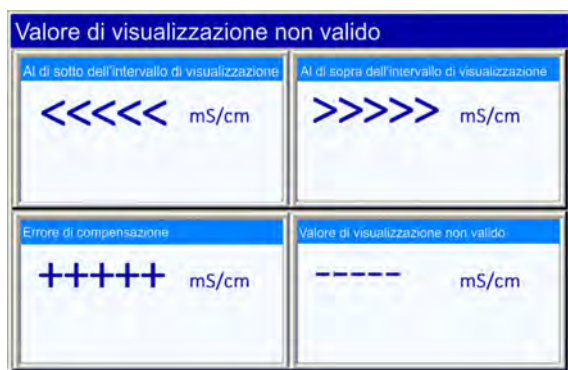 Valore di visualizzazione non valido
Al di sotto dell'intervallo di visualizzazione
<<<<< mS/cm
Al di sopra dell'intervallo di visualizzazione
>>>>> mS/cm
Errore di compensazione
+++++ mS/cm
Valore di visualizzazione non valido
----- mS/cm